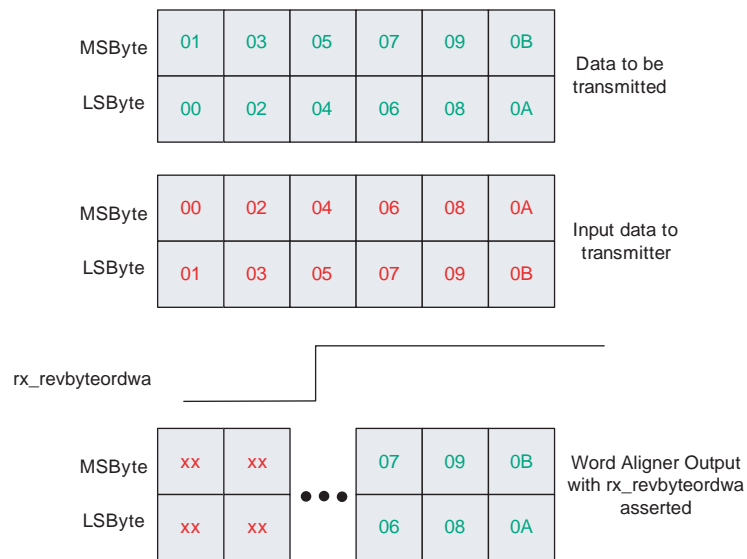 MSByte 01 03 05 07 09 0B
LSByte 00 02 04 06 08 0A
Data to be
transmitted
MSByte 00 02 04 06 08 0A
LSByte 01 03 05 07 09 0B
Input data to
transmitter
rx_revbyteordwa
MSByte xx xx 07 09 0B
LSByte xx xx 06 08 0A
Word Aligner Output
with rx_revbyteordwa
asserted